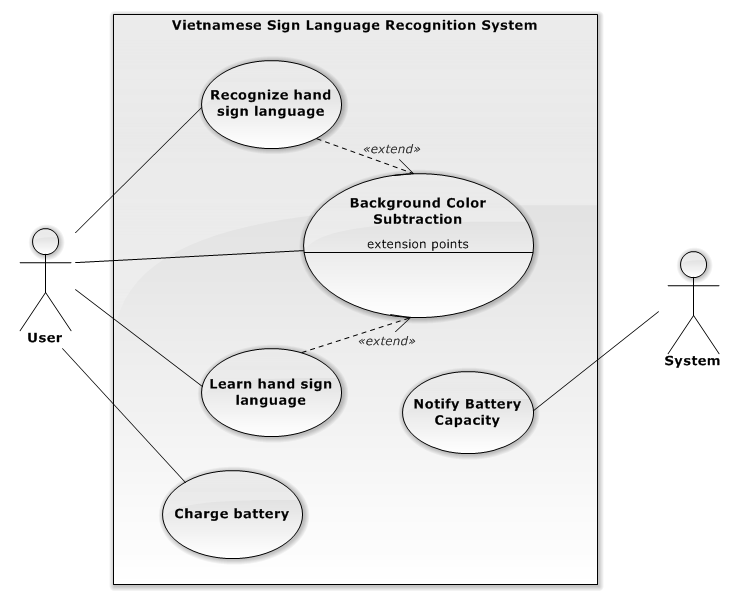 Vietnamese Sign Language Recognition System
Recognize hand
sign language
«extend»
Background Color
Subtraction
extension points
User
«extend»
System
Learn hand sign
language
Notify Battery
Capacity
Charge battery